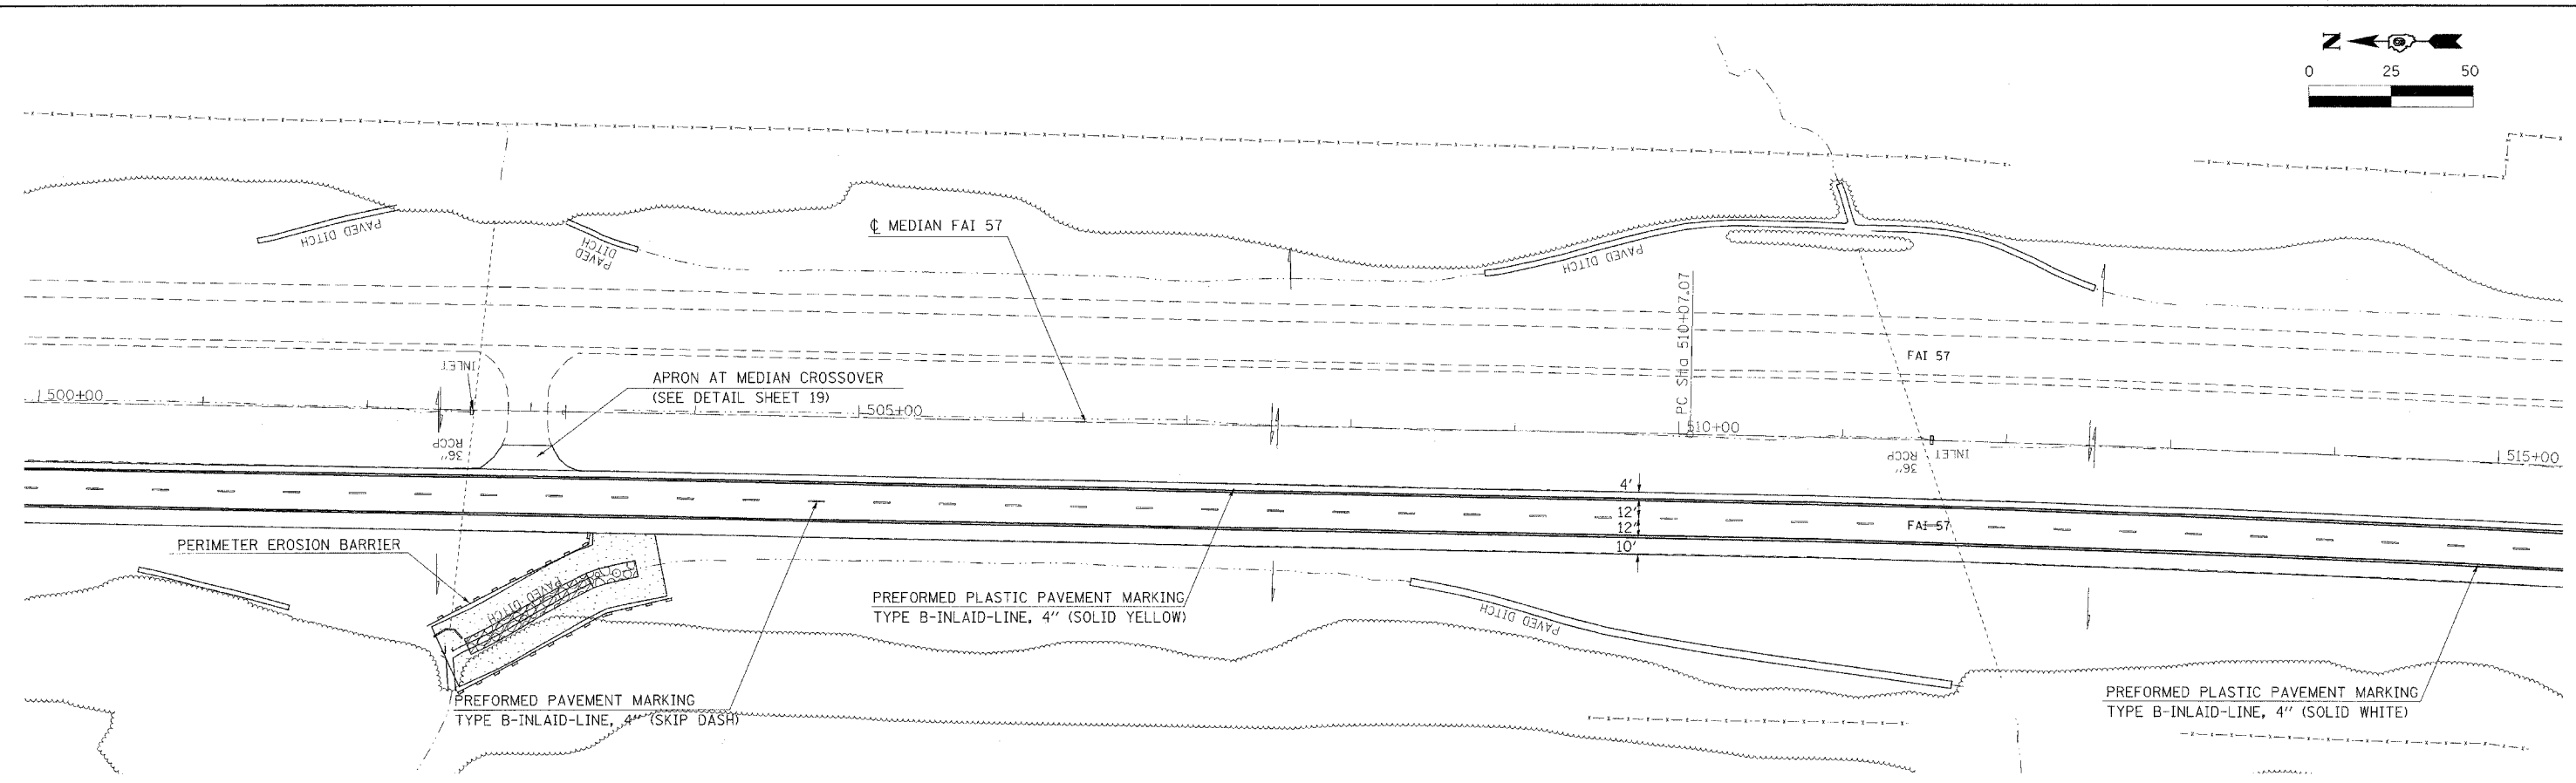 N
0 25 50
PAVED DITCH
PAVED
DITCH
℄ MEDIAN FAI 57
PAVED DITCH
PC Sta 510+07.07
FAI 57
INLET
APRON AT MEDIAN CROSSOVER
(SEE DETAIL SHEET 19)
500+00
505+00
510+00
515+00
36"
RCCP
INLET
36"
RCCP
4'
12'
12'
10'
FAI 57
PERIMETER EROSION BARRIER
PAVED DITCH
PREFORMED PLASTIC PAVEMENT MARKING
TYPE B-INLAID-LINE, 4" (SOLID YELLOW)
PAVED DITCH
PREFORMED PAVEMENT MARKING
TYPE B-INLAID-LINE, 4" (SKIP DASH)
PREFORMED PLASTIC PAVEMENT MARKING
TYPE B-INLAID-LINE, 4" (SOLID WHITE)